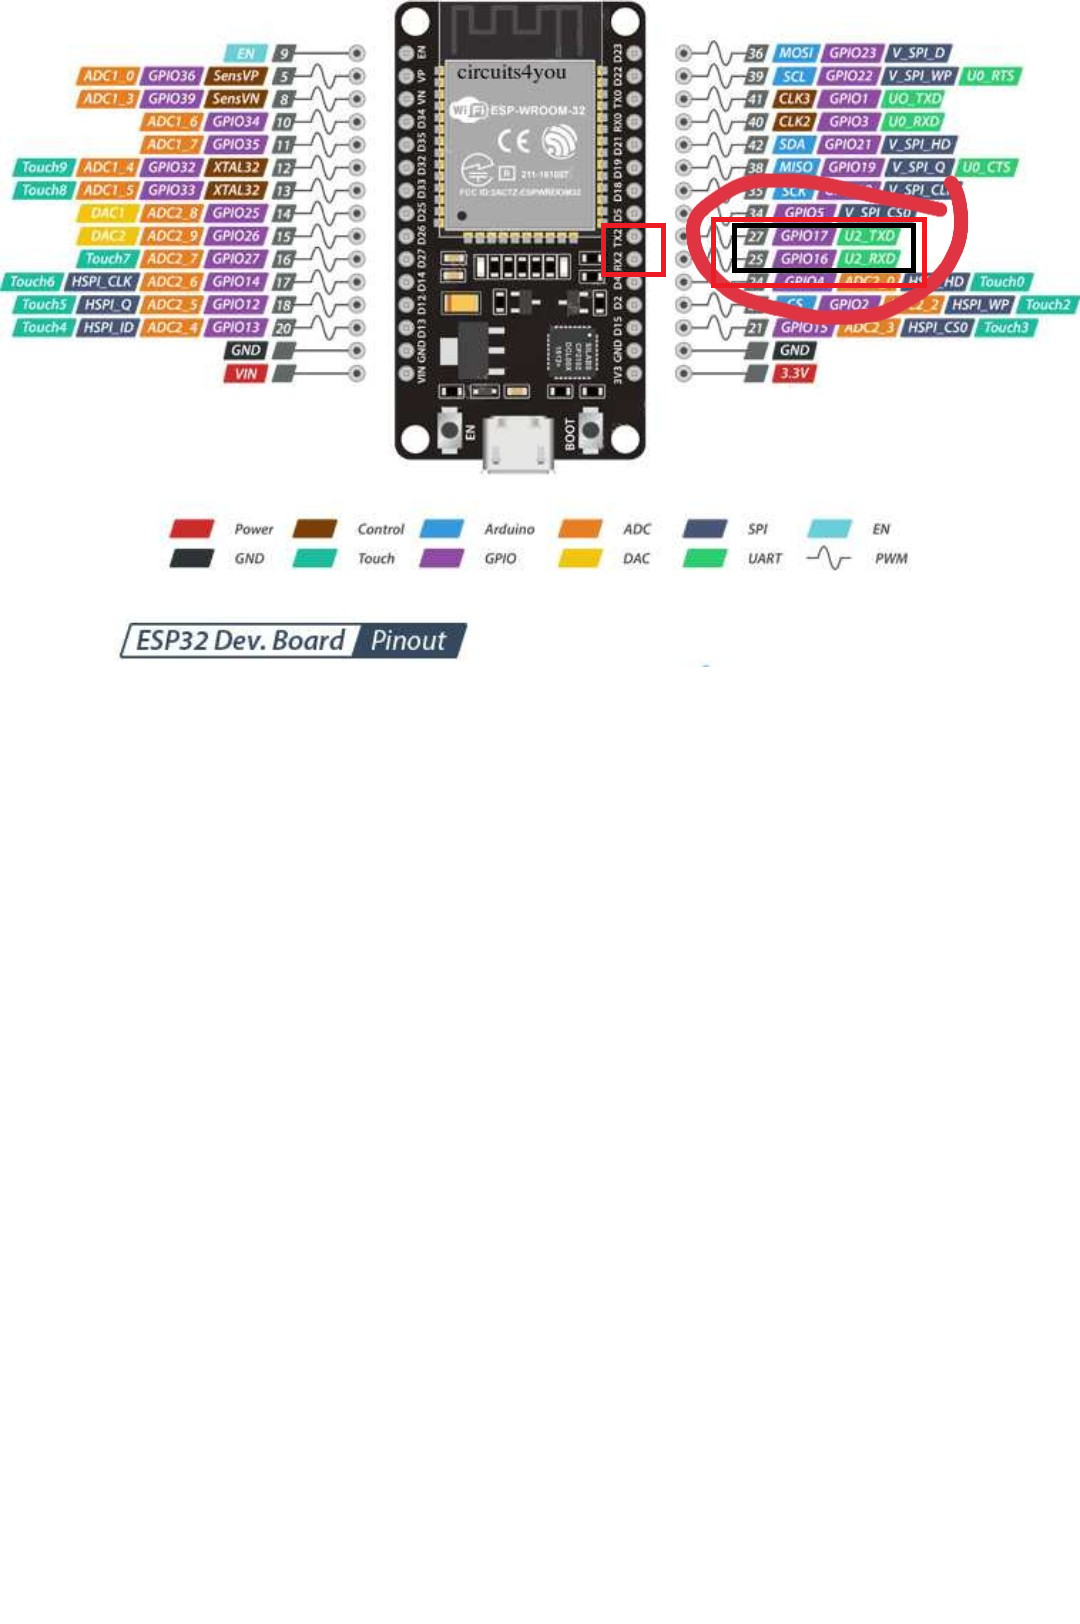 EN 9
ADC1_0 GPIO36 SensVP 5
ADC1_3 GPIO39 SensVN 8
ADC1_6 GPIO34 10
ADC1_7 GPIO35 11
Touch9 ADC1_4 GPIO32 XTAL32 12
Touch8 ADC1_5 GPIO33 XTAL32 13
DAC1 ADC2_8 GPIO25 14
DAC2 ADC2_9 GPIO26 15
Touch7 ADC2_7 GPIO27 16
Touch6 HSPI_CLK ADC2_6 GPIO14 17
Touch5 HSPI_Q ADC2_5 GPIO12 18
Touch4 HSPI_ID ADC2_4 GPIO13 20
GND
VIN
EN
VP
VN
D34
D35
D32
D33
D25
D26
D27
D14
D12
D13
GND
VIN
circuits4you
WiFi ESP-WROOM-32
CE
R 211-161007
FCC ID:2AC7Z-ESPWROOM32
SILABS
CP2102
EN
BOOT
D23
D22
TX0
RX0
D21
D19
D18
D5
TX2
RX2
D4
D2
D15
GND
3V3
36 MOSI GPIO23 V_SPI_D
39 SCL GPIO22 V_SPI_WP U0_RTS
41 CLK3 GPIO1 UO_TXD
40 CLK2 GPIO3 U0_RXD
42 SDA GPIO21 V_SPI_HD
38 MISO GPIO19 V_SPI_Q U0_CTS
35 SCK V_SPI_CL
34 GPIO5 V_SPI_CS0
27 GPIO17 U2_TXD
25 GPIO16 U2_RXD
24 GPIO4 ADC2_0 HSPI_HD Touch0
CS GPIO2 HSPI_WP Touch2
21 GPIO15 ADC2_3 HSPI_CS0 Touch3
GND
3.3V
Power Control Arduino ADC SPI EN
GND Touch GPIO DAC UART PWM
ESP32 Dev. Board Pinout